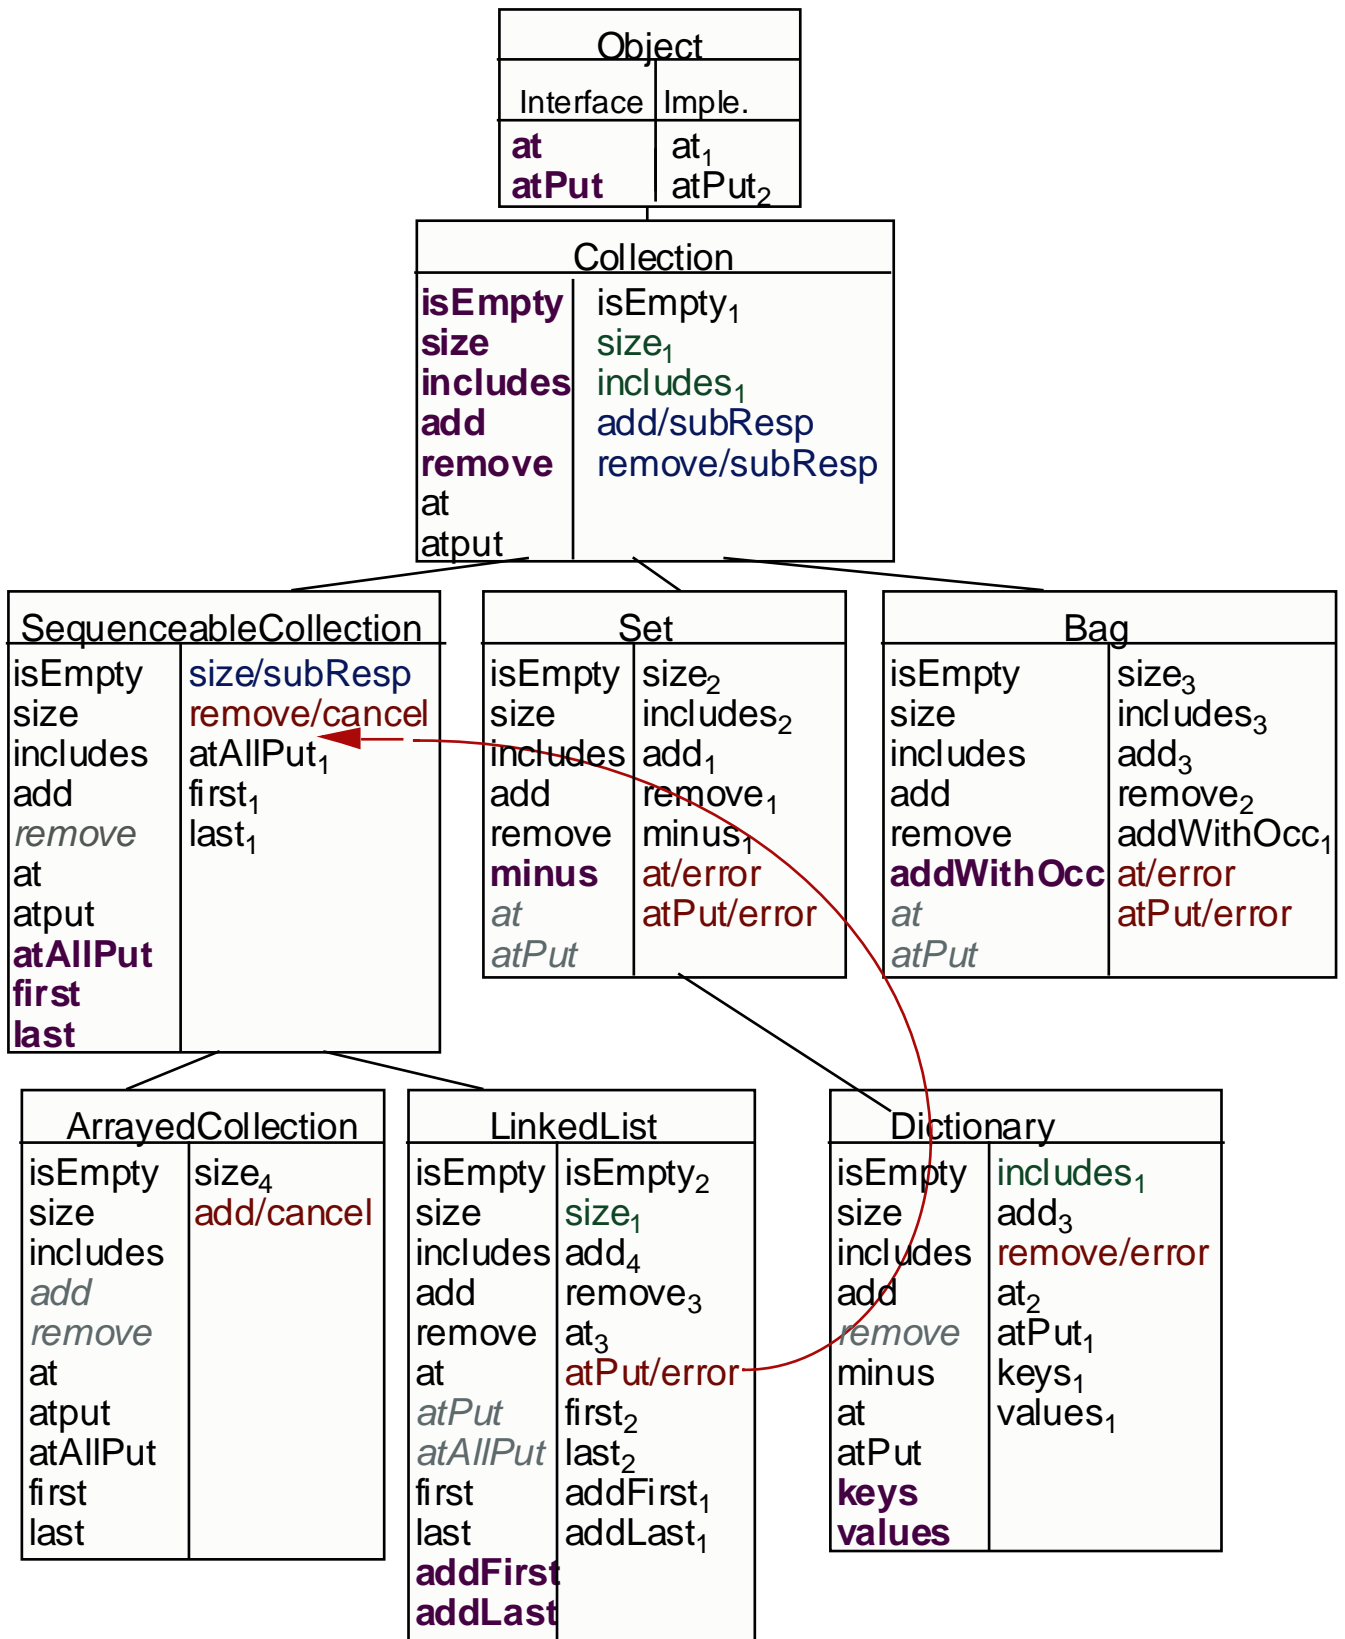 Object
Interface Imple.
at at₁
atPut atPut₂
Collection
isEmpty isEmpty₁
size size₁
includes includes₁
add add/subResp
remove remove/subResp
at
atput
SequenceableCollection
isEmpty size/subResp
size remove/cancel
includes atAllPut₁
add first₁
remove last₁
at
atput
atAllPut
first
last
Set
isEmpty size₂
size includes₂
includes add₁
add remove₁
remove minus₁
minus at/error
at atPut/error
atPut
Bag
isEmpty size₃
size includes₃
includes add₃
add remove₂
remove addWithOcc₁
addWithOcc at/error
at atPut/error
atPut
ArrayedCollection
isEmpty size₄
size add/cancel
includes
add
remove
at
atput
atAllPut
first
last
LinkedList
isEmpty isEmpty₂
size size₁
includes add₄
add remove₃
remove at₃
at atPut/error
atPut first₂
atAllPut last₂
first addFirst₁
last addLast₁
addFirst
addLast
Dictionary
isEmpty includes₁
size add₃
includes remove/error
add at₂
remove atPut₁
minus keys₁
at values₁
atPut
keys
values